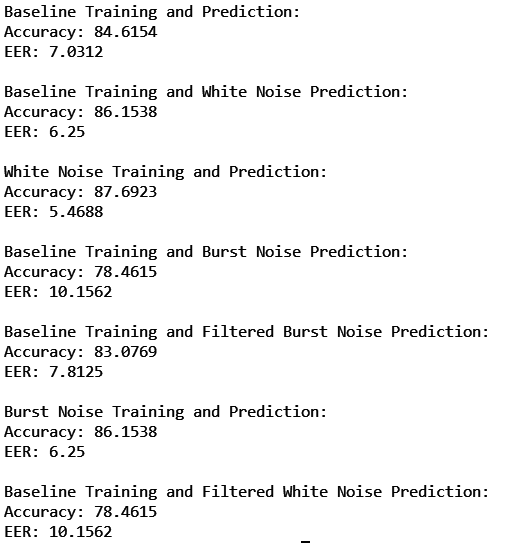 Baseline Training and Prediction:
Accuracy: 84.6154
EER: 7.0312
Baseline Training and White Noise Prediction:
Accuracy: 86.1538
EER: 6.25
White Noise Training and Prediction:
Accuracy: 87.6923
EER: 5.4688
Baseline Training and Burst Noise Prediction:
Accuracy: 78.4615
EER: 10.1562
Baseline Training and Filtered Burst Noise Prediction:
Accuracy: 83.0769
EER: 7.8125
Burst Noise Training and Prediction:
Accuracy: 86.1538
EER: 6.25
Baseline Training and Filtered White Noise Prediction:
Accuracy: 78.4615
EER: 10.1562